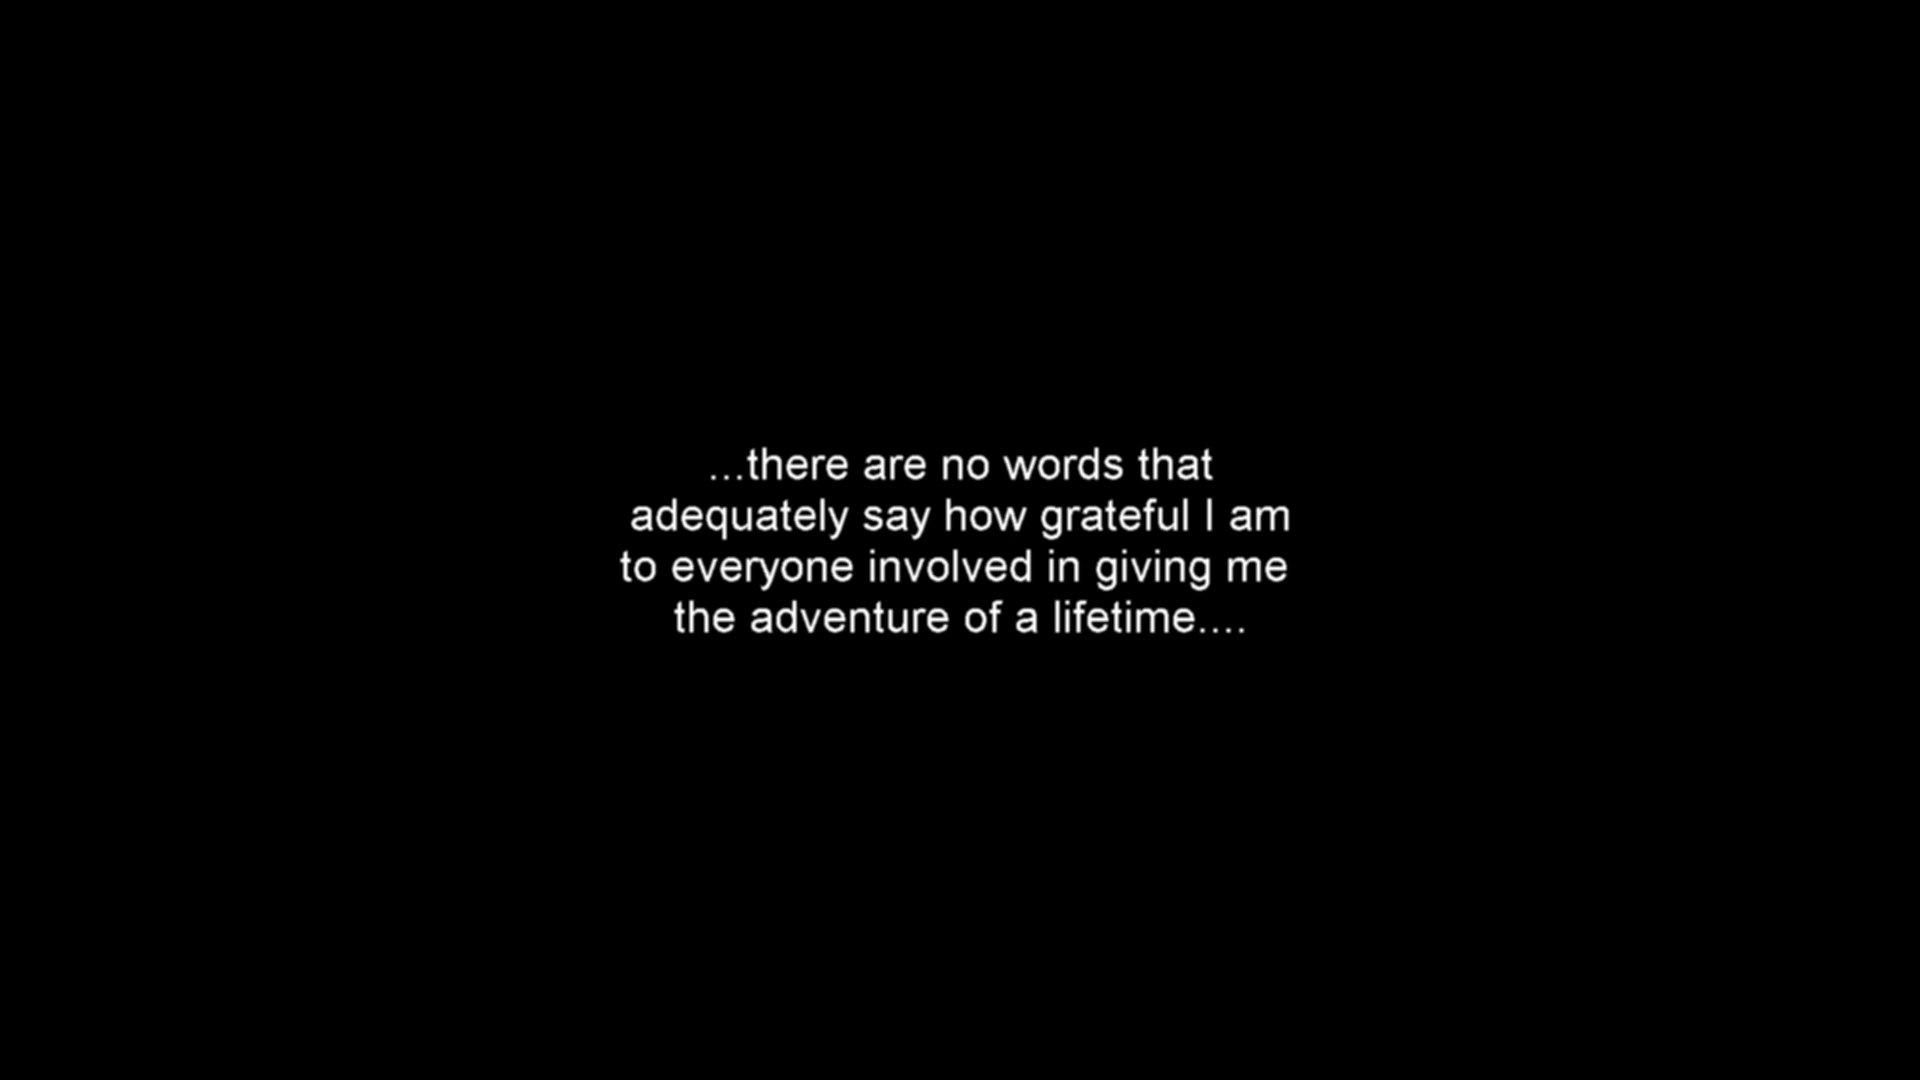 ...there are no words that
adequately say how grateful I am
to everyone involved in giving me
the adventure of a lifetime....